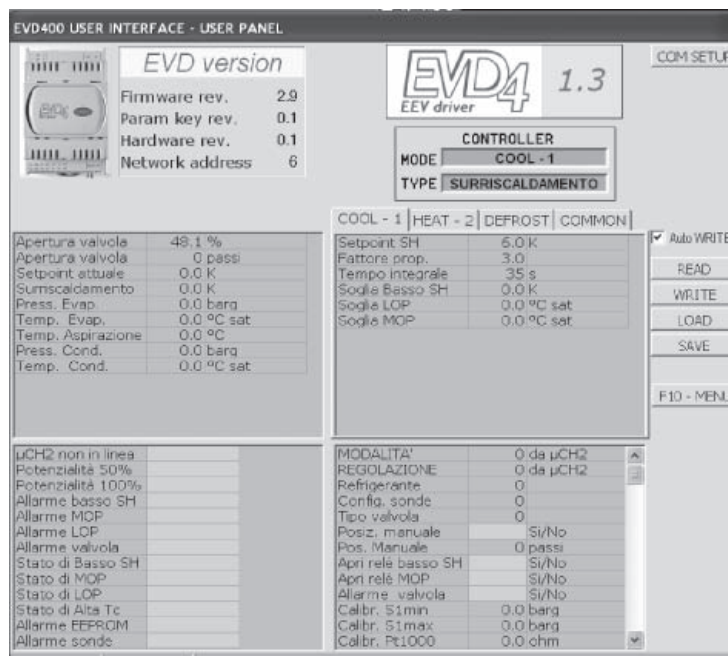 EVD400 USER INTERFACE - USER PANEL
EVD version
Firmware rev. 2.9
Param key rev. 0.1
Hardware rev. 0.1
Network address 6
EVD4
EEV driver
1.3
COM SETUP
CONTROLLER
MODE COOL - 1
TYPE SURRISCALDAMENTO
COOL - 1 HEAT - 2 DEFROST COMMON
Apertura valvola 48.1 %
Apertura valvola 0 passi
Setpoint attuale 0.0 K
Surriscaldamento 0.0 K
Press. Evap. 0.0 barg
Temp. Evap. 0.0 °C sat
Temp. Aspirazione 0.0 °C
Press. Cond. 0.0 barg
Temp. Cond. 0.0 °C sat
Setpoint SH 6.0 K
Fattore prop. 3.0
Tempo integrale 35 s
Soglia Basso SH 0.0 K
Soglia LOP 0.0 °C sat
Soglia MOP 0.0 °C sat
Auto WRITE
READ
WRITE
LOAD
SAVE
F10 - MENU
µCH2 non in linea
Potenzialità 50%
Potenzialità 100%
Allarme basso SH
Allarme MOP
Allarme LOP
Allarme valvola
Stato di Basso SH
Stato di MOP
Stato di LOP
Stato di Alta Tc
Allarme EEPROM
Allarme sonde
MODALITA' 0 da µCH2
REGOLAZIONE 0 da µCH2
Refrigerante 0
Config. sonde 0
Tipo valvola 0
Posiz. manuale Si/No
Pos. Manuale 0 passi
Apri relè basso SH Si/No
Apri relè MOP Si/No
Allarme valvola Si/No
Calibr. S1min 0.0 barg
Calibr. S1max 0.0 barg
Calibr. Pt1000 0.0 ohm